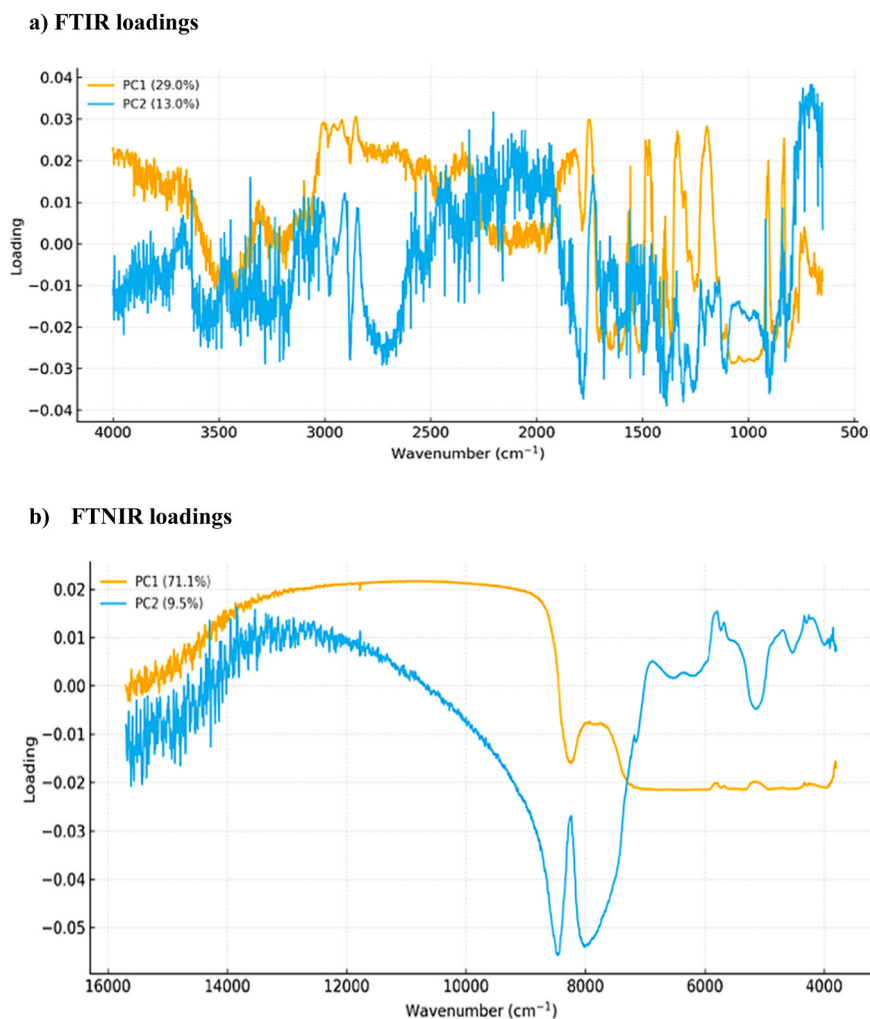 a) FTIR loadings
PC1 (29.0%)
PC2 (13.0%)
0.04
0.03
0.02
0.01
0.00
−0.01
−0.02
−0.03
−0.04
Loading
4000 3500 3000 2500 2000 1500 1000 500
Wavenumber (cm⁻¹)
b) FTNIR loadings
PC1 (71.1%)
PC2 (9.5%)
0.02
0.01
0.00
−0.01
−0.02
−0.03
−0.04
−0.05
Loading
16000 14000 12000 10000 8000 6000 4000
Wavenumber (cm⁻¹)